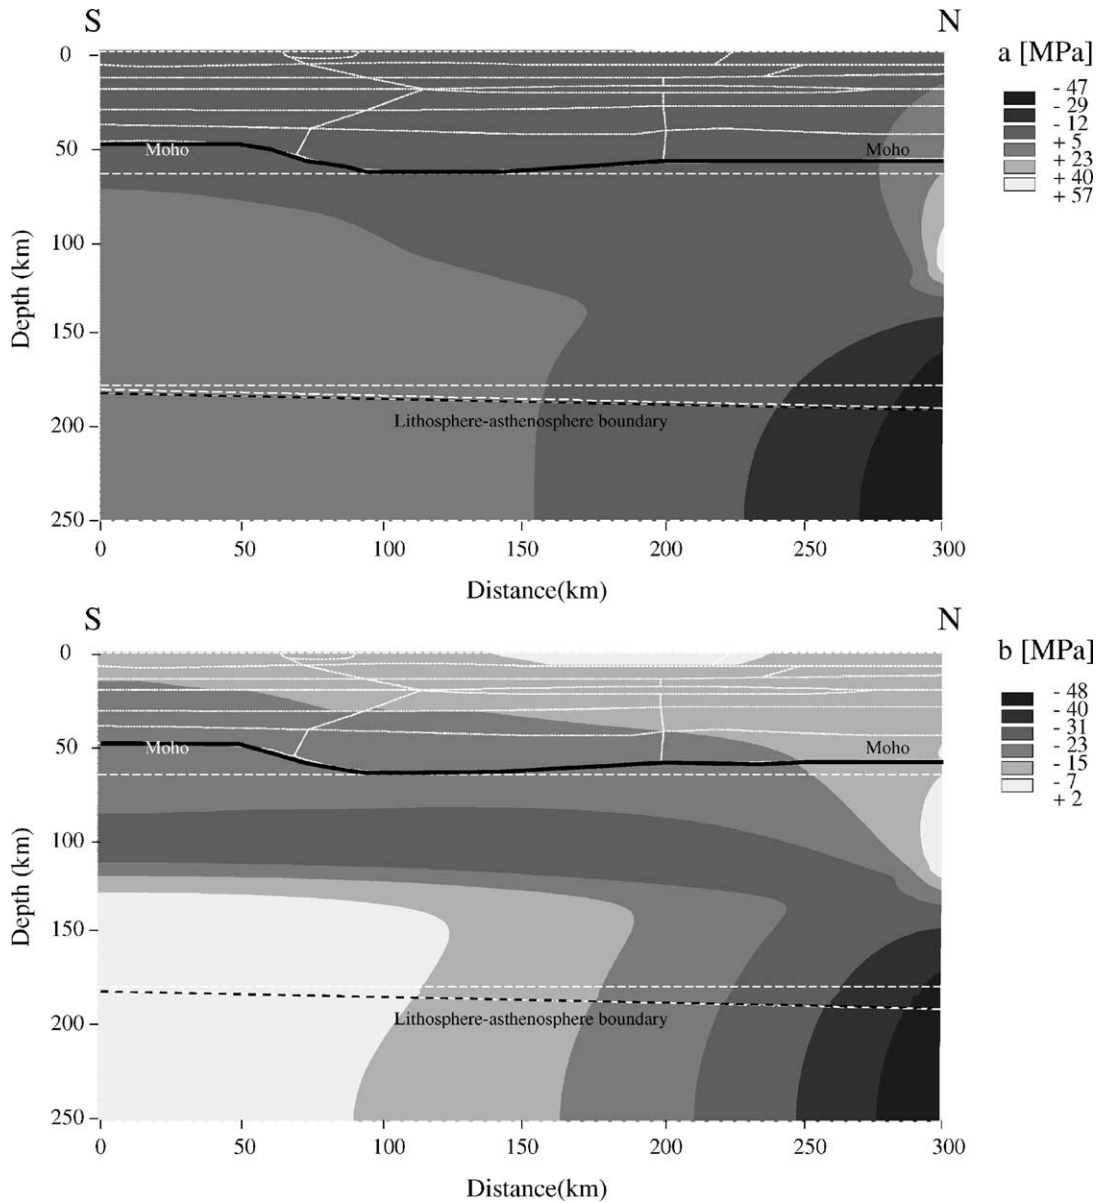 S N
a [MPa]
- 47
- 29
- 12
+ 5
+ 23
+ 40
+ 57
0
50
100
150
200
250
Depth (km)
Moho Moho
Lithosphere-asthenosphere boundary
0 50 100 150 200 250 300
Distance(km)
S N
b [MPa]
- 48
- 40
- 31
- 23
- 15
- 7
+ 2
0
50
100
150
200
250
Depth (km)
Moho Moho
Lithosphere-asthenosphere boundary
0 50 100 150 200 250 300
Distance(km)